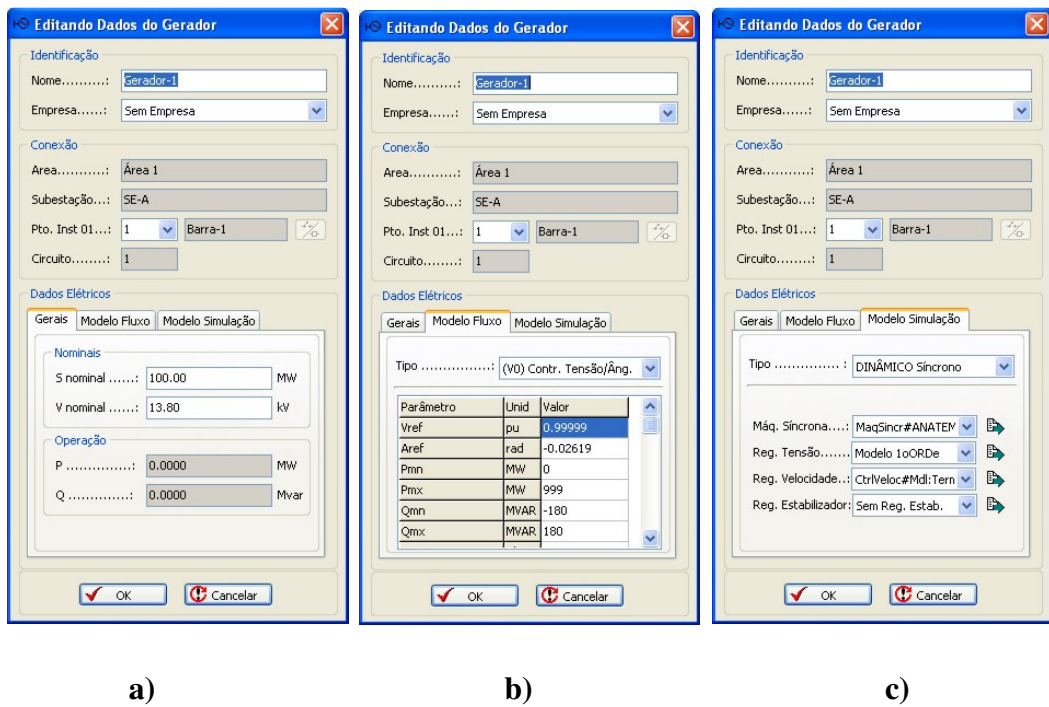 Editando Dados do Gerador
Identificação
Nome..........: Gerador-1
Empresa......: Sem Empresa
Conexão
Area...........: Área 1
Subestação...: SE-A
Pto. Inst 01...: 1 Barra-1
Circuito........: 1
Dados Elétricos
Gerais Modelo Fluxo Modelo Simulação
Nominais
S nominal ......: 100.00 MW
V nominal ......: 13.80 kV
Operação
P ..............: 0.0000 MW
Q .............: 0.0000 Mvar
OK Cancelar
a)
Editando Dados do Gerador
Identificação
Nome..........: Gerador-1
Empresa......: Sem Empresa
Conexão
Area...........: Área 1
Subestação...: SE-A
Pto. Inst 01...: 1 Barra-1
Circuito........: 1
Dados Elétricos
Gerais Modelo Fluxo Modelo Simulação
Tipo ................: (V0) Contr. Tensão/Âng.
Parâmetro Unid Valor
Vref pu 0.99999
Aref rad -0.02619
Pmn MW 0
Pmx MW 999
Qmn MVAR -180
Qmx MVAR 180
OK Cancelar
b)
Editando Dados do Gerador
Identificação
Nome..........: Gerador-1
Empresa......: Sem Empresa
Conexão
Area...........: Área 1
Subestação...: SE-A
Pto. Inst 01...: 1 Barra-1
Circuito........: 1
Dados Elétricos
Gerais Modelo Fluxo Modelo Simulação
Tipo ............... : DINÂMICO Síncrono
Máq. Síncrona....: MaqSincr#ANATEM
Reg. Tensão....... Modelo 1oORDe
Reg. Velocidade..: CtrlVeloc#Mdl:Tern
Reg. Estabilizador: Sem Reg. Estab.
OK Cancelar
c)